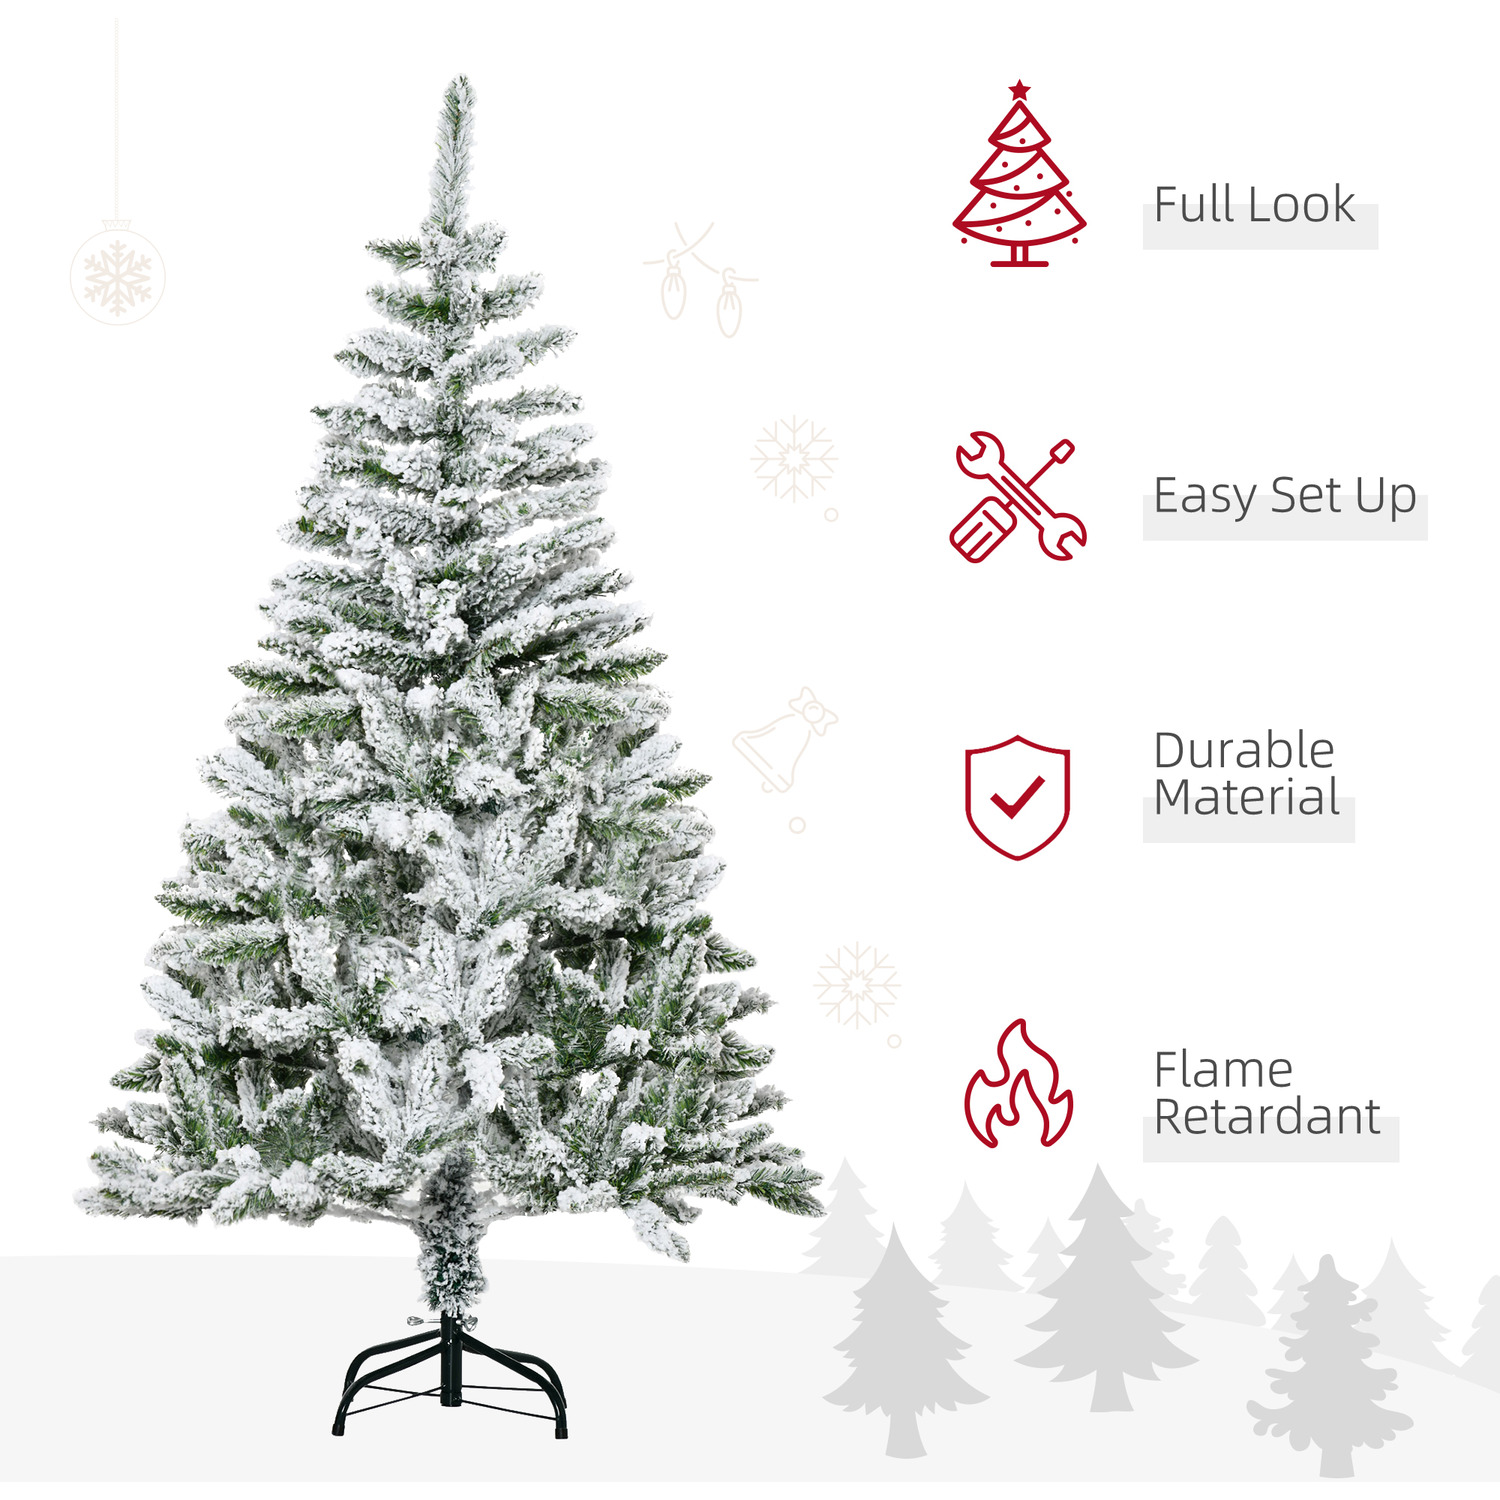 Full Look
Easy Set Up
Durable
Material
Flame
Retardant